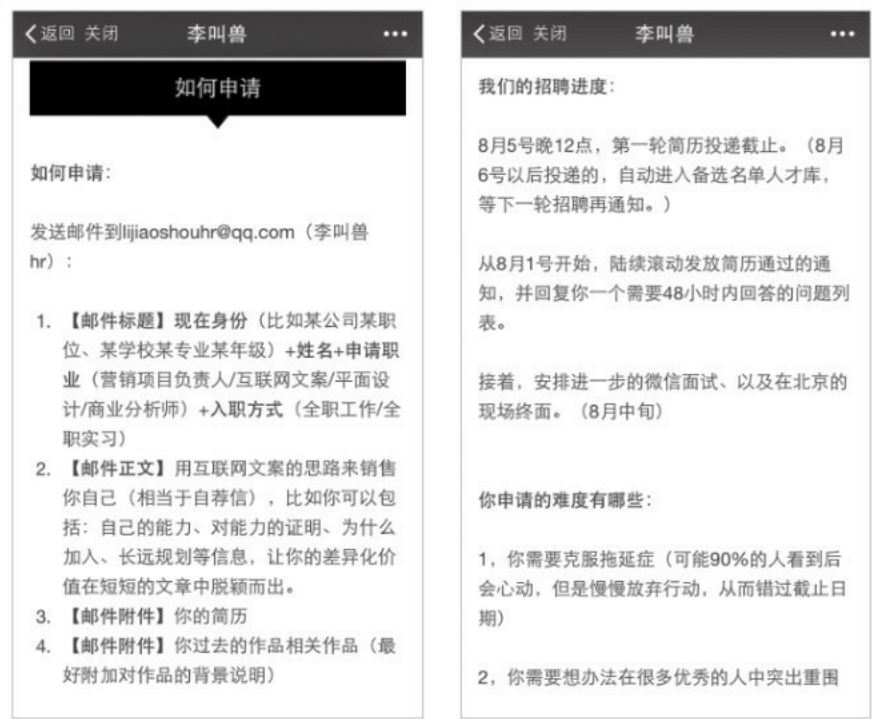 返回 关闭 李叫兽
如何申请
如何申请：
发送邮件到lijiaoshouhr@qq.com（李叫兽
hr）：
1. 【邮件标题】现在身份（比如某公司某职
位、某学校某专业某年级）+姓名+申请职
业（营销项目负责人/互联网文案/平面设
计/商业分析师）+入职方式（全职工作/全
职实习）
2. 【邮件正文】用互联网文案的思路来销售
你自己（相当于自荐信），比如你可以包
括：自己的能力、对能力的证明、为什么
加入、长远规划等信息，让你的差异化价
值在短短的文章中脱颖而出。
3. 【邮件附件】你的简历
4. 【邮件附件】你过去的作品相关作品（最
好附加对作品的背景说明）
返回 关闭 李叫兽
我们的招聘进度：
8月5号晚12点，第一轮简历投递截止。（8月
6号以后投递的，自动进入备选名单人才库，
等下一轮招聘再通知。）
从8月1号开始，陆续滚动发放简历通过的通
知，并回复你一个需要48小时内回答的问题列
表。
接着，安排进一步的微信面试、以及在北京的
现场终面。（8月中旬）
你申请的难度有哪些：
1，你需要克服拖延症（可能90%的人看到后
会心动，但是慢慢放弃行动，从而错过截止日
期）
2，你需要想办法在很多优秀的人中突出重围